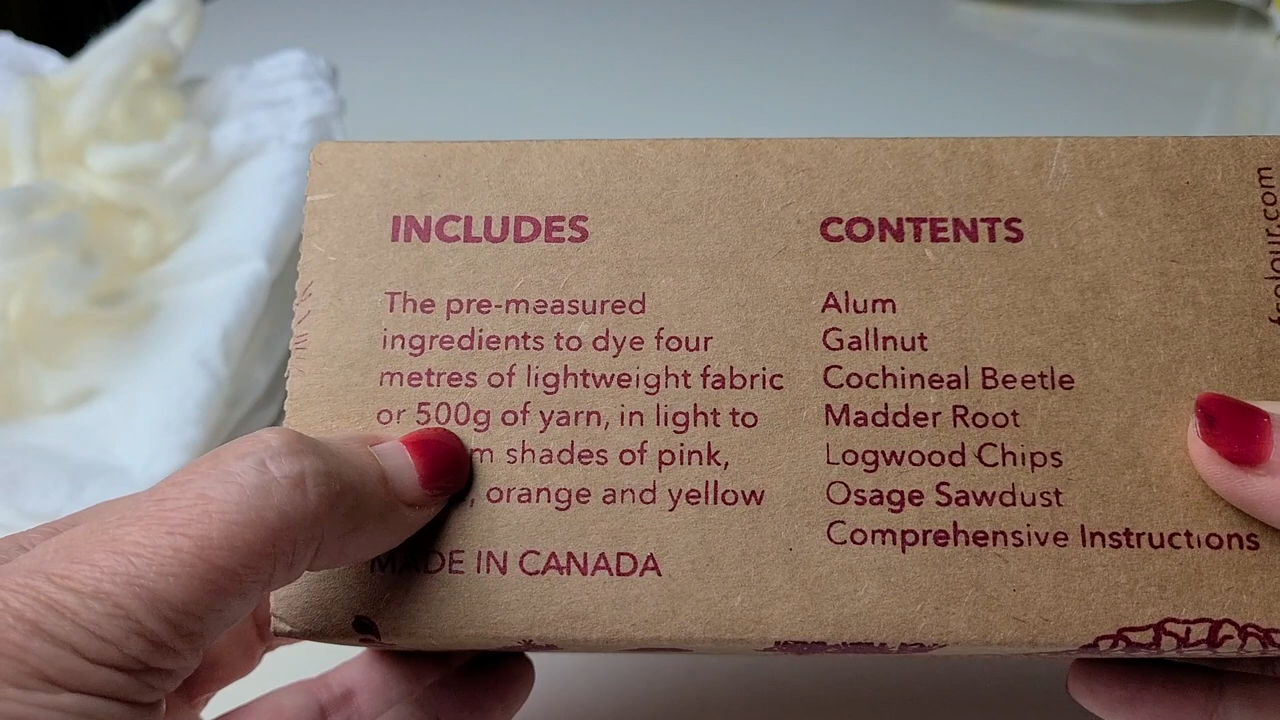 INCLUDES
The pre-measured
ingredients to dye four
metres of lightweight fabric
or 500g of yarn, in light to
shades of pink,
orange and yellow
MADE IN CANADA
CONTENTS
Alum
Gallnut
Cochineal Beetle
Madder Root
Logwood Chips
Osage Sawdust
Comprehensive Instructions